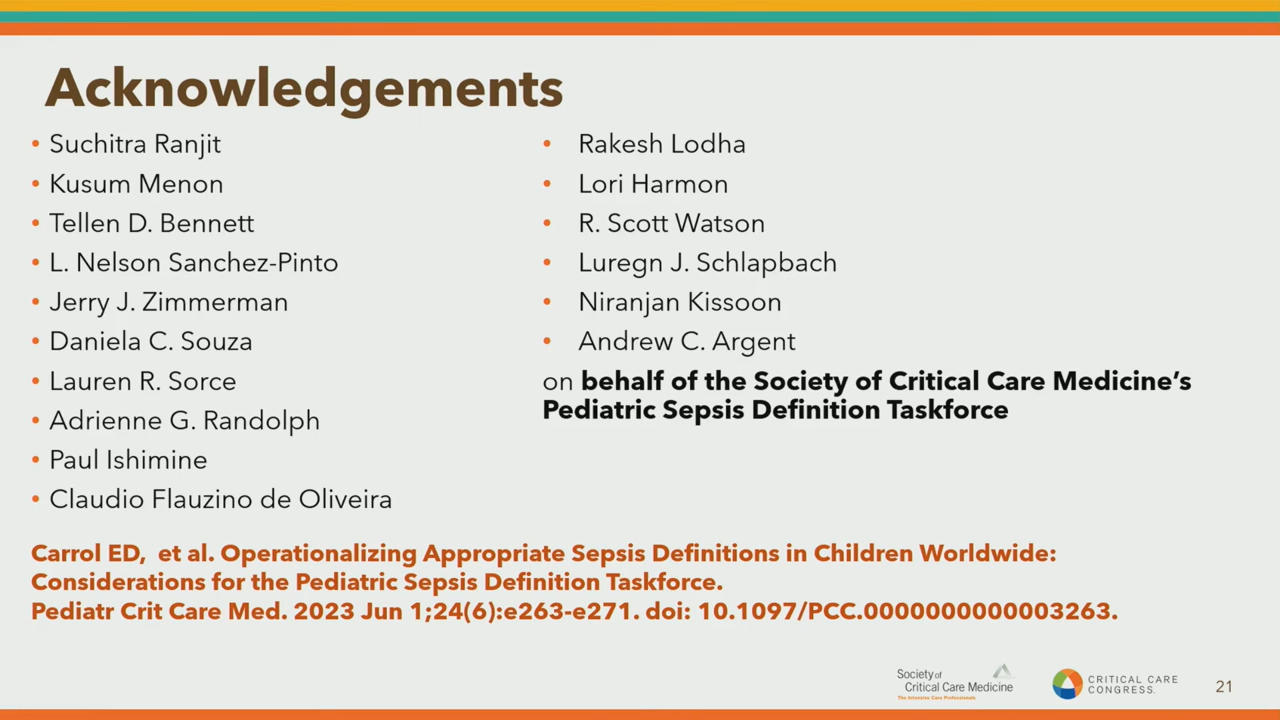 Acknowledgements
• Suchitra Ranjit
• Kusum Menon
• Tellen D. Bennett
• L. Nelson Sanchez-Pinto
• Jerry J. Zimmerman
• Daniela C. Souza
• Lauren R. Sorce
• Adrienne G. Randolph
• Paul Ishimine
• Claudio Flauzino de Oliveira
• Rakesh Lodha
• Lori Harmon
• R. Scott Watson
• Luregn J. Schlapbach
• Niranjan Kissoon
• Andrew C. Argent
on behalf of the Society of Critical Care Medicine’s
Pediatric Sepsis Definition Taskforce
Carrol ED,  et al. Operationalizing Appropriate Sepsis Definitions in Children Worldwide:
Considerations for the Pediatric Sepsis Definition Taskforce.
Pediatr Crit Care Med. 2023 Jun 1;24(6):e263-e271. doi: 10.1097/PCC.0000000000003263.
Society of
Critical Care Medicine
The Intensive Care Professionals
CRITICAL CARE
CONGRESS.
21